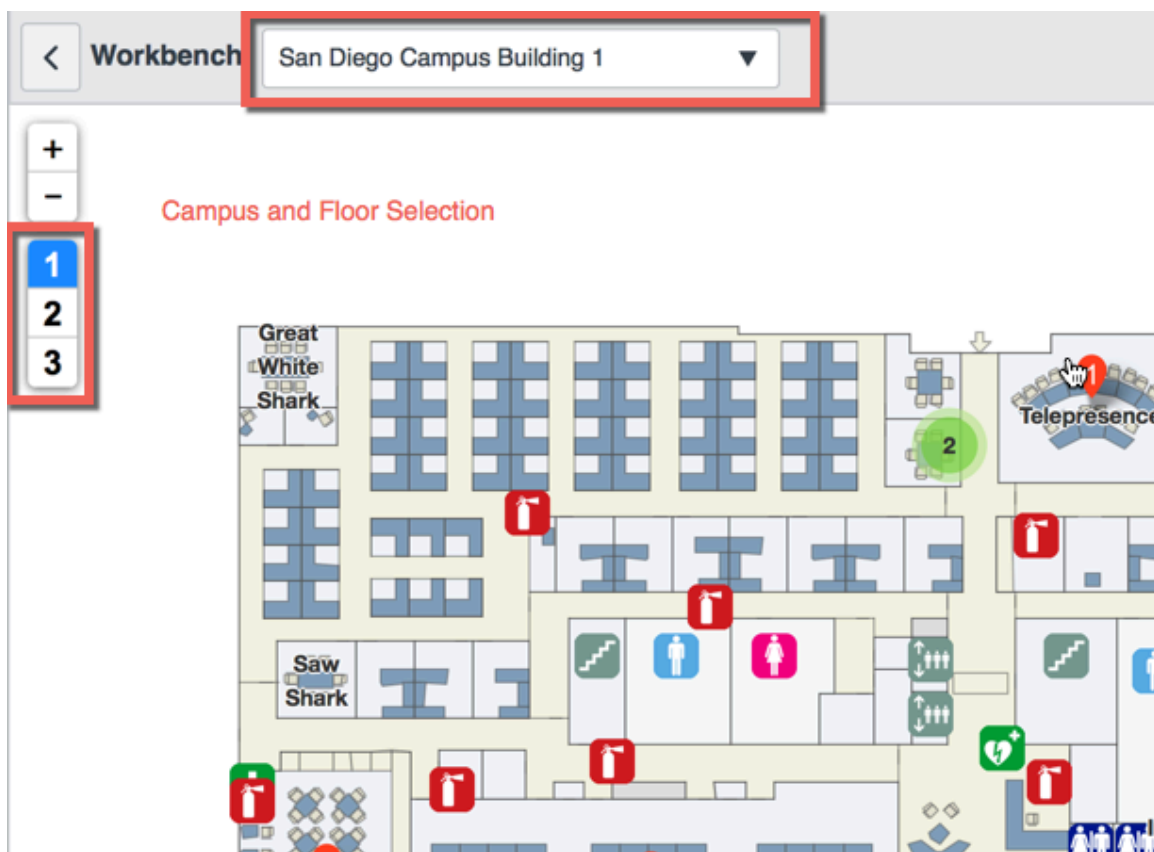 Workbench
San Diego Campus Building 1
+
−
Campus and Floor Selection
1
2
3
Great
White
Shark
1
Telepresence
2
Saw
Shark